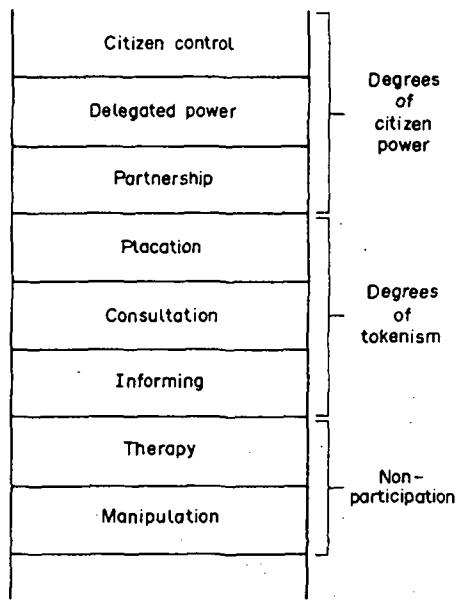 Citizen control
Delegated power
Partnership
Placation
Consultation
Informing
Therapy
Manipulation
Degrees
of
citizen
power
Degrees
of
tokenism
Non-
participation